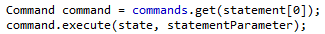 Command command = commands.get(statement[0]);
command.execute(state, statementParameter);